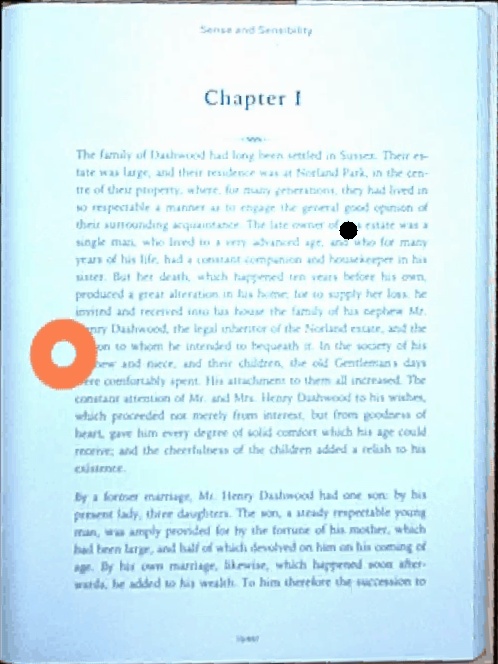 Sense and Sensibility
Chapter I
The family of Dashwood had long been settled in Sussex. Their es-
tate was large, and their residence was at Norland Park, in the cen-
tre of their property, where, for many generations, they had lived in
so respectable a manner as to engage the general good opinion of
their surrounding acquaintance. The late owner of estate was a
single man, who lived to a very advanced age, and who for many
years of his life, had a constant companion and housekeeper in his
sister. But her death, which happened ten years before his own,
produced a great alteration in his home; for to supply her loss, he
invited and received into his house the family of his nephew Mr.
Dashwood, the legal inheritor of the Norland estate, and the
to whom he intended to bequeath it. In the society of his
and niece, and their children, the old Gentleman's days
were comfortably spent. His attachment to them all increased. The
constant attention of Mr. and Mrs. Henry Dashwood to his wishes,
which proceeded not merely from interest, but from goodness of
heart, gave him every degree of solid comfort which his age could
receive; and the cheerfulness of the children added a relish to his
existence.
By a former marriage, Mr. Henry Dashwood had one son: by his
present lady, three daughters. The son, a steady respectable young
man, was amply provided for by the fortune of his mother, which
had been large, and half of which devolved on him on his coming of
age. By his own marriage, likewise, which happened soon after-
wards, he added to his wealth. To him therefore the succession to